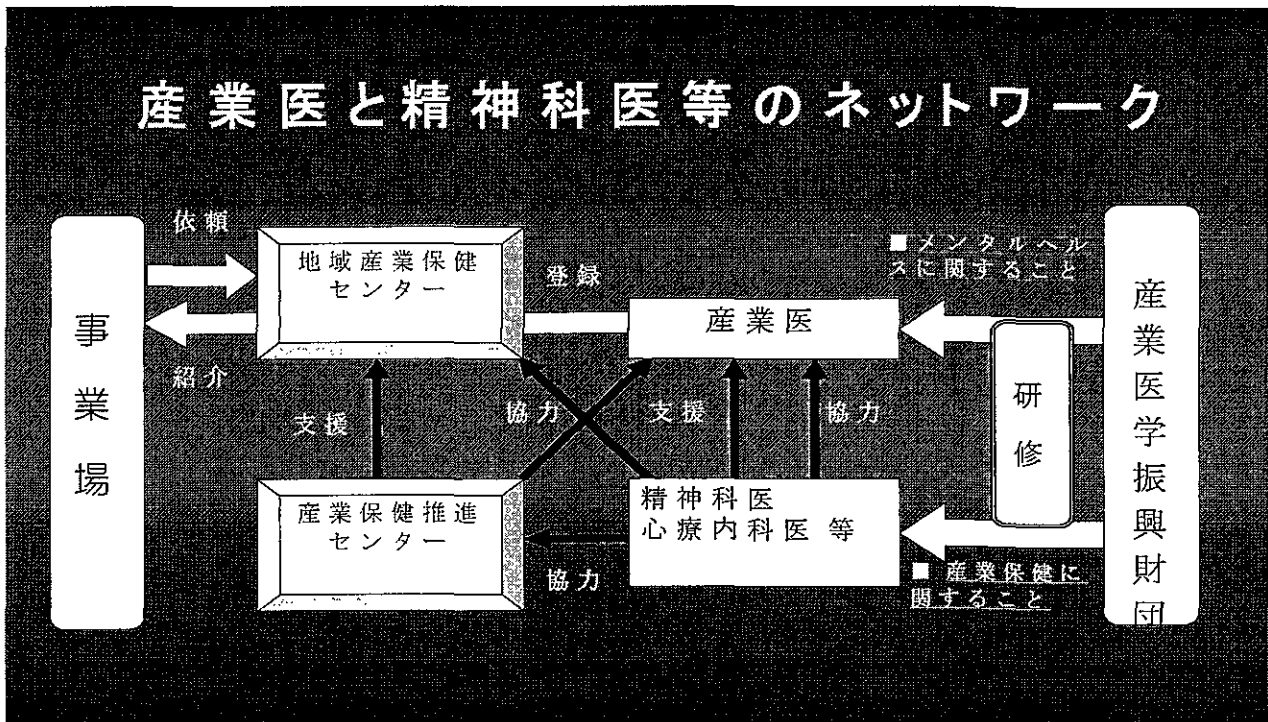 産業医と精神科医等のネットワーク
事業場
依頼
紹介
地域産業保健
センター
登録
産業医
■ メンタルヘル
スに関すること
支援
協力
支援
協力
研修
産業医学振興財団
産業保健推進
センター
協力
精神科医
心療内科医 等
■ 産業保健に
関すること